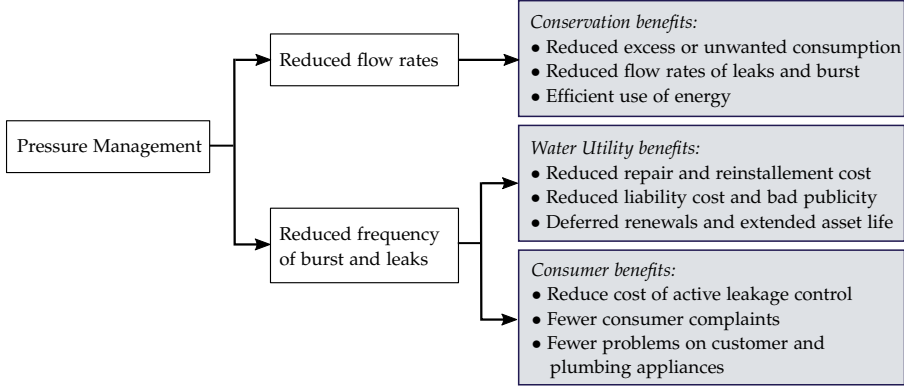 Pressure Management
Reduced flow rates
Conservation benefits:
● Reduced excess or unwanted consumption
● Reduced flow rates of leaks and burst
● Efficient use of energy
Reduced frequency
of burst and leaks
Water Utility benefits:
● Reduced repair and reinstallement cost
● Reduced liability cost and bad publicity
● Deferred renewals and extended asset life
Consumer benefits:
● Reduce cost of active leakage control
● Fewer consumer complaints
● Fewer problems on customer and
plumbing appliances